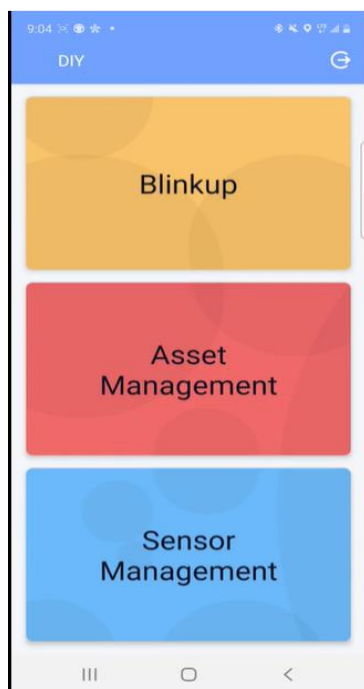 9:04
DIY
Blinkup
Asset
Management
Sensor
Management